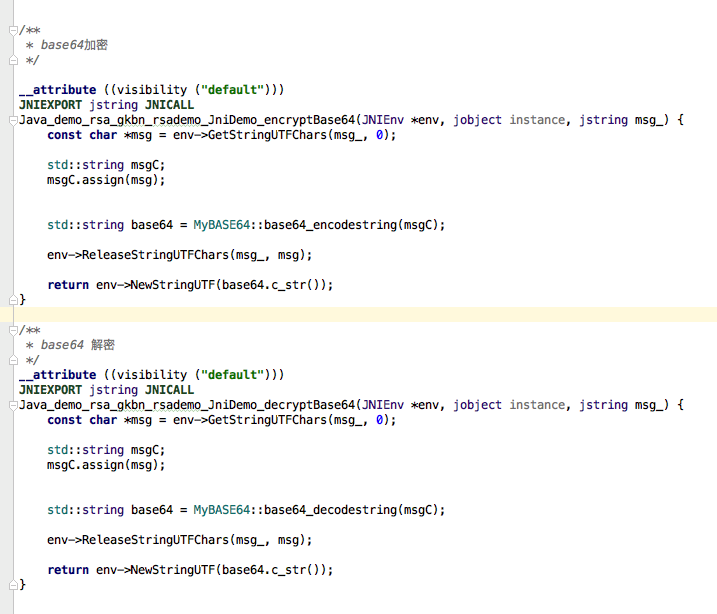 /**
 * base64加密
 */
__attribute ((visibility ("default")))
JNIEXPORT jstring JNICALL
Java_demo_rsa_gkbn_rsademo_JniDemo_encryptBase64(JNIEnv *env, jobject instance, jstring msg_) {
    const char *msg = env->GetStringUTFChars(msg_, 0);
    std::string msgC;
    msgC.assign(msg);
    std::string base64 = MyBASE64::base64_encodestring(msgC);
    env->ReleaseStringUTFChars(msg_, msg);
    return env->NewStringUTF(base64.c_str());
}
/**
 * base64 解密
 */
__attribute ((visibility ("default")))
JNIEXPORT jstring JNICALL
Java_demo_rsa_gkbn_rsademo_JniDemo_decryptBase64(JNIEnv *env, jobject instance, jstring msg_) {
    const char *msg = env->GetStringUTFChars(msg_, 0);
    std::string msgC;
    msgC.assign(msg);
    std::string base64 = MyBASE64::base64_decodestring(msgC);
    env->ReleaseStringUTFChars(msg_, msg);
    return env->NewStringUTF(base64.c_str());
}